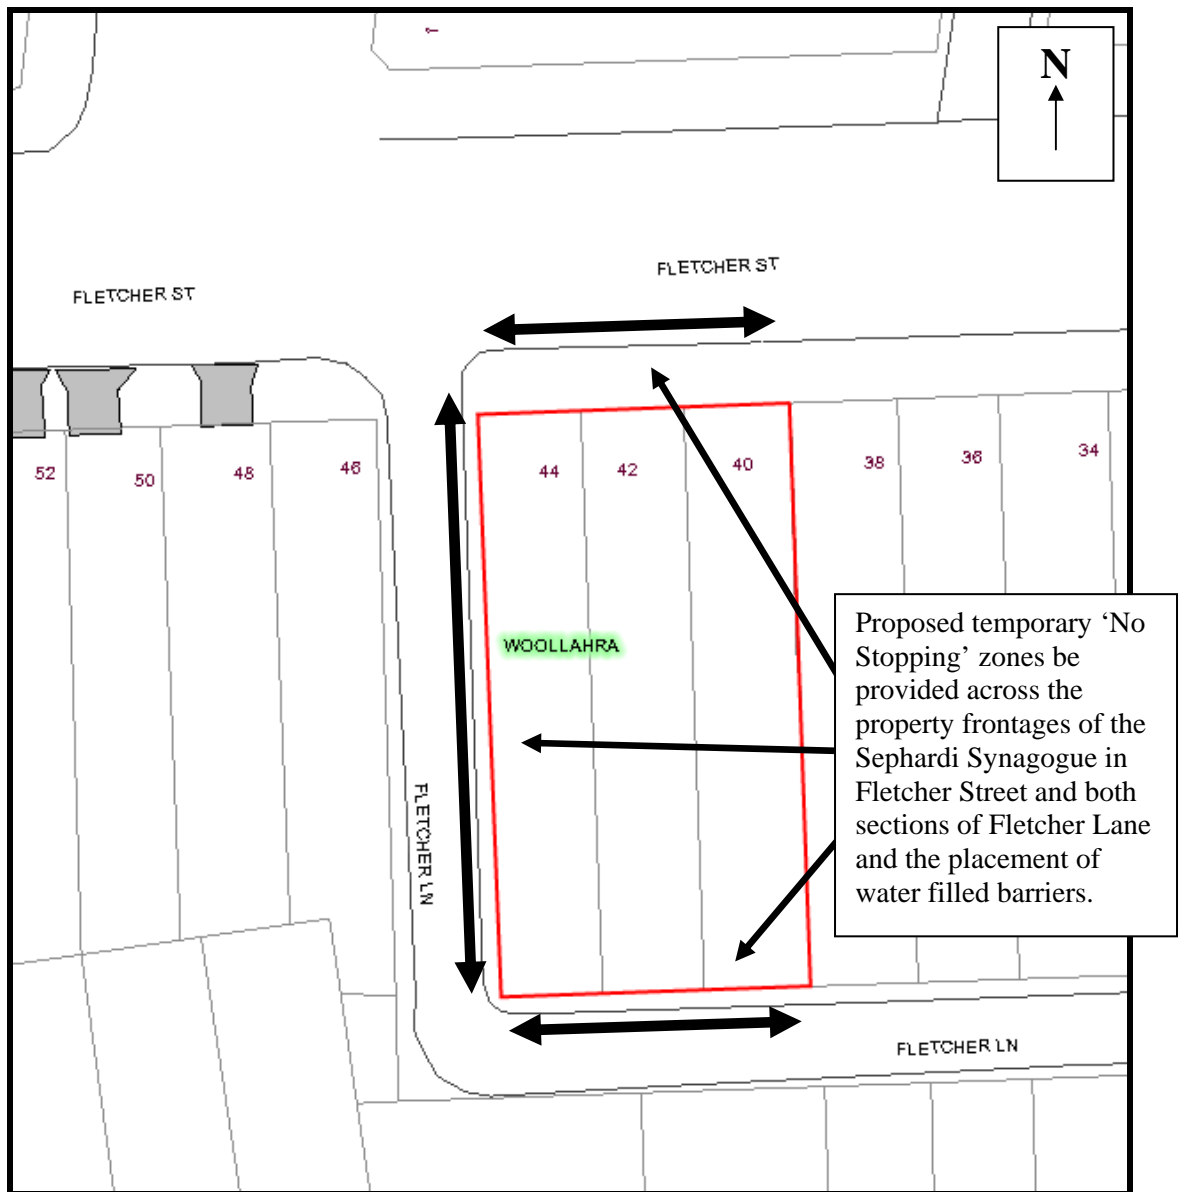 1
N
FLETCHER ST
FLETCHER ST
52
50
48
46
44
42
40
38
36
34
WOOLLAHRA
Proposed temporary ‘No
Stopping’ zones be
provided across the
property frontages of the
Sephardi Synagogue in
Fletcher Street and both
sections of Fletcher Lane
and the placement of
water filled barriers.
FLETCHER LN
FLETCHER LN